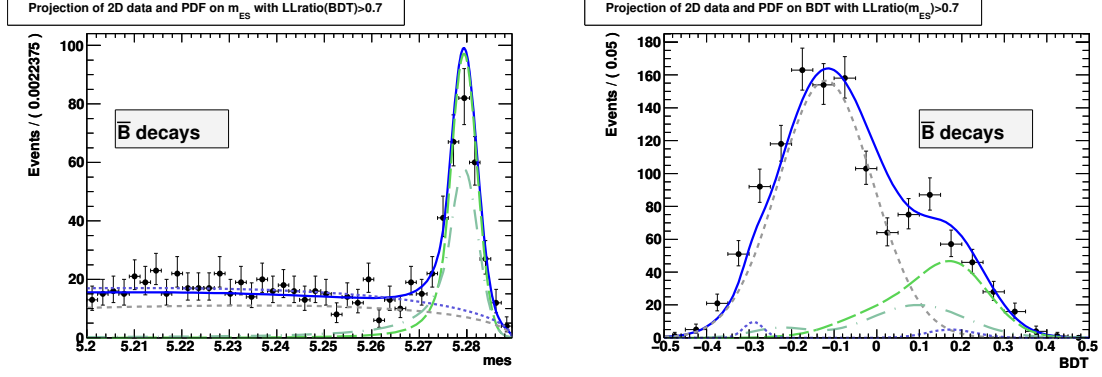 Projection of 2D data and PDF on m_ES with LLratio(BDT)>0.7
Events / ( 0.0022375 )
100
80
60
40
20
0
B̅ decays
5.2 5.21 5.22 5.23 5.24 5.25 5.26 5.27 5.28
mes
Projection of 2D data and PDF on BDT with LLratio(m_ES)>0.7
Events / ( 0.05 )
180
160
140
120
100
80
60
40
20
0
B̅ decays
-0.5 -0.4 -0.3 -0.2 -0.1 0 0.1 0.2 0.3 0.4 0.5
BDT